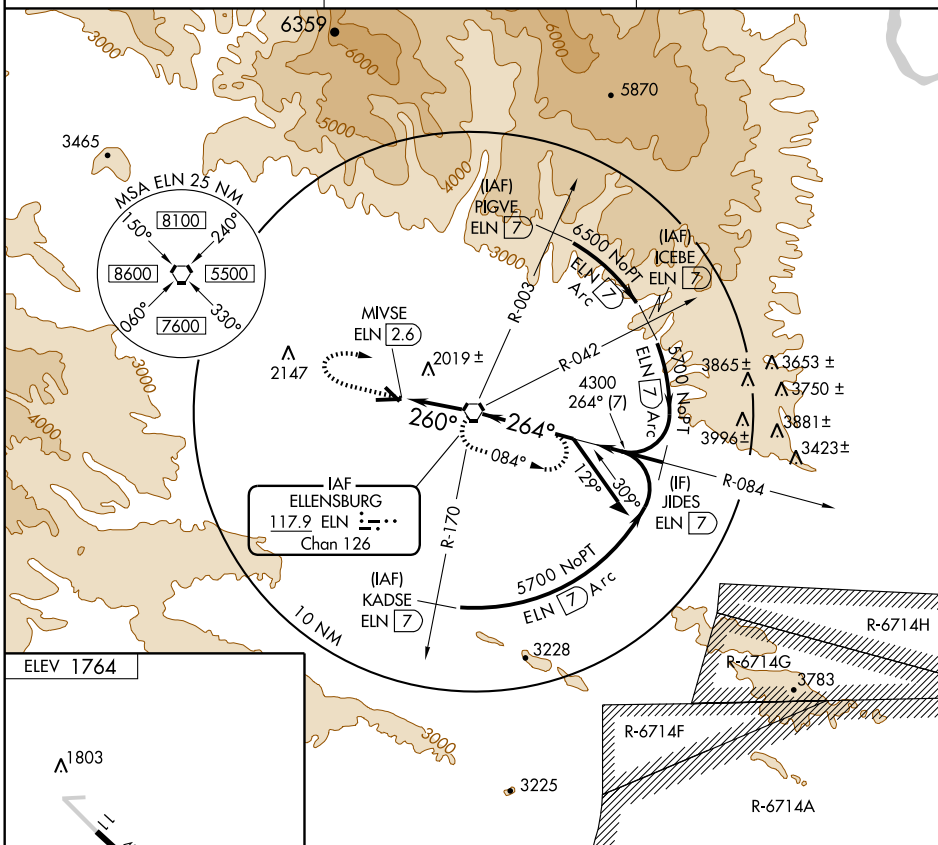 3000
6359
6000
6000
5870
5000
4000
3000
3465
MSA ELN 25 NM
150°
8100
240°
8600
5500
060°
7600
330°
(IAF)
PIGVE
ELN 7
6500 NoPT
ELN 7
Arc
(IAF)
ICEBE
ELN 7
R-003
R-042
MIVSE
ELN 2.6
2147
2019 ±
3000
3000
5700 NoPT
ELN 7 Arc
4300
264° (7)
3865 ±
3653 ±
3750 ±
3996 ±
3881 ±
3423 ±
260°
264°
084°
129°
309°
(IF)
JIDES
ELN 7
R-084
IAF
ELLENSBURG
117.9 ELN
Chan 126
R-170
(IAF)
KADSE
ELN 7
5700 NoPT
ELN 7 Arc
10 NM
3228
R-6714H
R-6714G
3783
R-6714F
R-6714A
3225
3000
ELEV 1764
1803
11